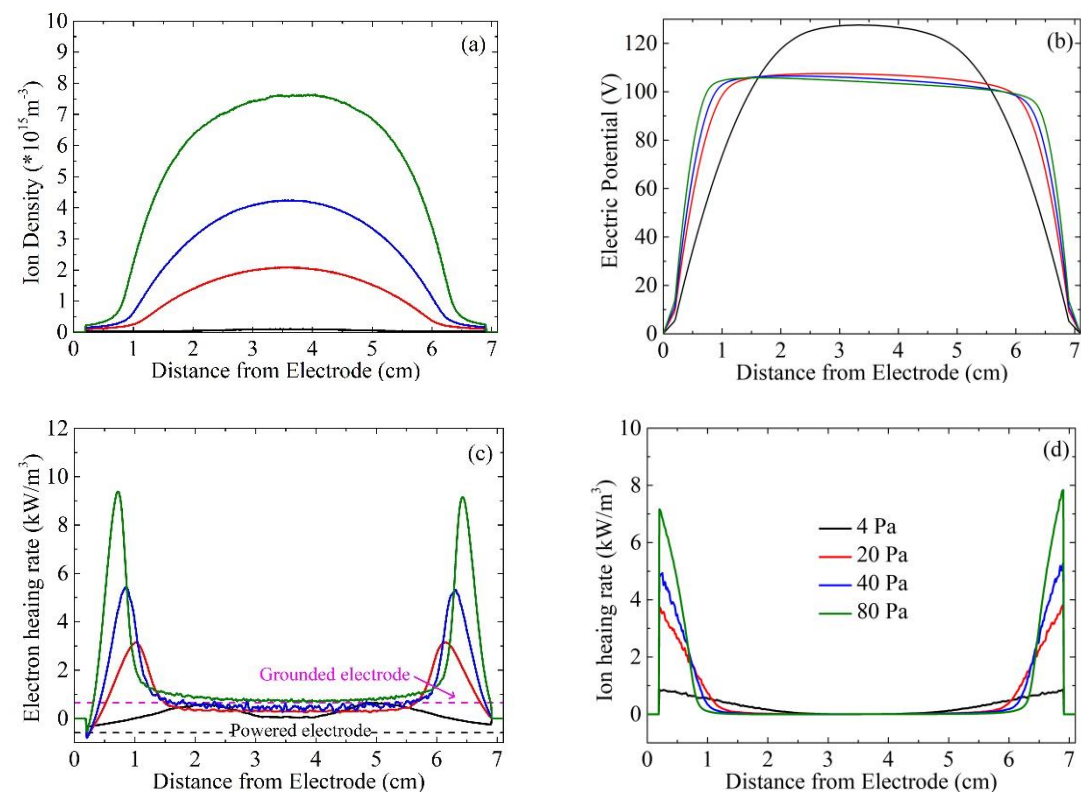 (a)
Ion Density (*10¹⁵m⁻³)
10
9
8
7
6
5
4
3
2
1
0
0 1 2 3 4 5 6 7
Distance from Electrode (cm)
(b)
Electric Potential (V)
120
100
80
60
40
20
0
0 1 2 3 4 5 6 7
Distance from Electrode (cm)
(c)
Electron heaing rate (kW/m³)
12
10
8
6
4
2
0
Grounded electrode
Powered electrode
0 1 2 3 4 5 6 7
Distance from Electrode (cm)
(d)
Ion heaing rate (kW/m³)
10
8
6
4
2
0
4 Pa
20 Pa
40 Pa
80 Pa
0 1 2 3 4 5 6 7
Distance from Electrode (cm)